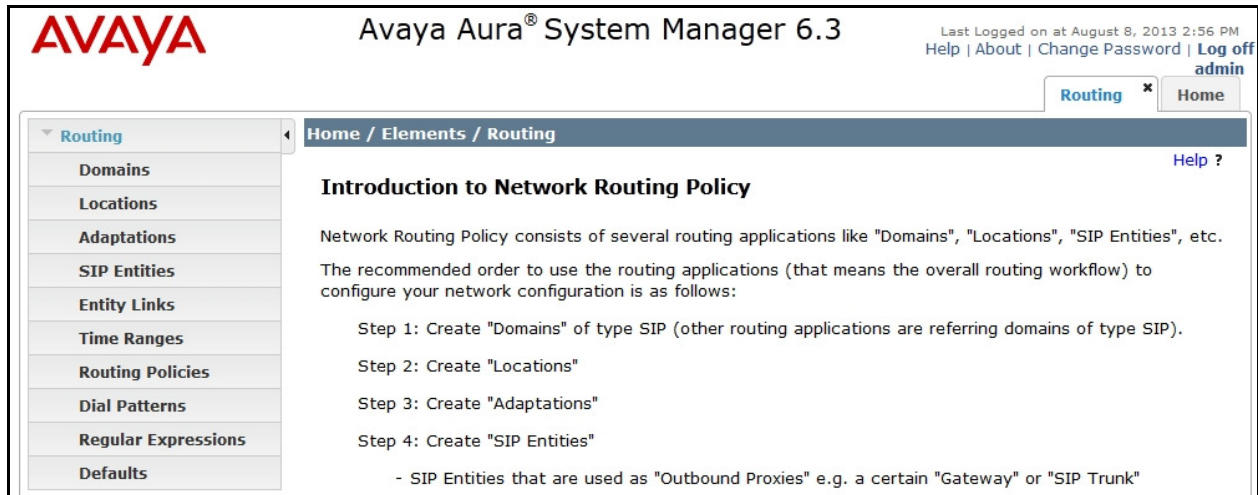 AVAYA
Avaya Aura® System Manager 6.3
Last Logged on at August 8, 2013 2:56 PM
Help | About | Change Password | Log off
admin
Routing × Home
Routing
Domains
Locations
Adaptations
SIP Entities
Entity Links
Time Ranges
Routing Policies
Dial Patterns
Regular Expressions
Defaults
Home / Elements / Routing
Help ?
Introduction to Network Routing Policy
Network Routing Policy consists of several routing applications like "Domains", "Locations", "SIP Entities", etc.
The recommended order to use the routing applications (that means the overall routing workflow) to
configure your network configuration is as follows:
Step 1: Create "Domains" of type SIP (other routing applications are referring domains of type SIP).
Step 2: Create "Locations"
Step 3: Create "Adaptations"
Step 4: Create "SIP Entities"
- SIP Entities that are used as "Outbound Proxies" e.g. a certain "Gateway" or "SIP Trunk"